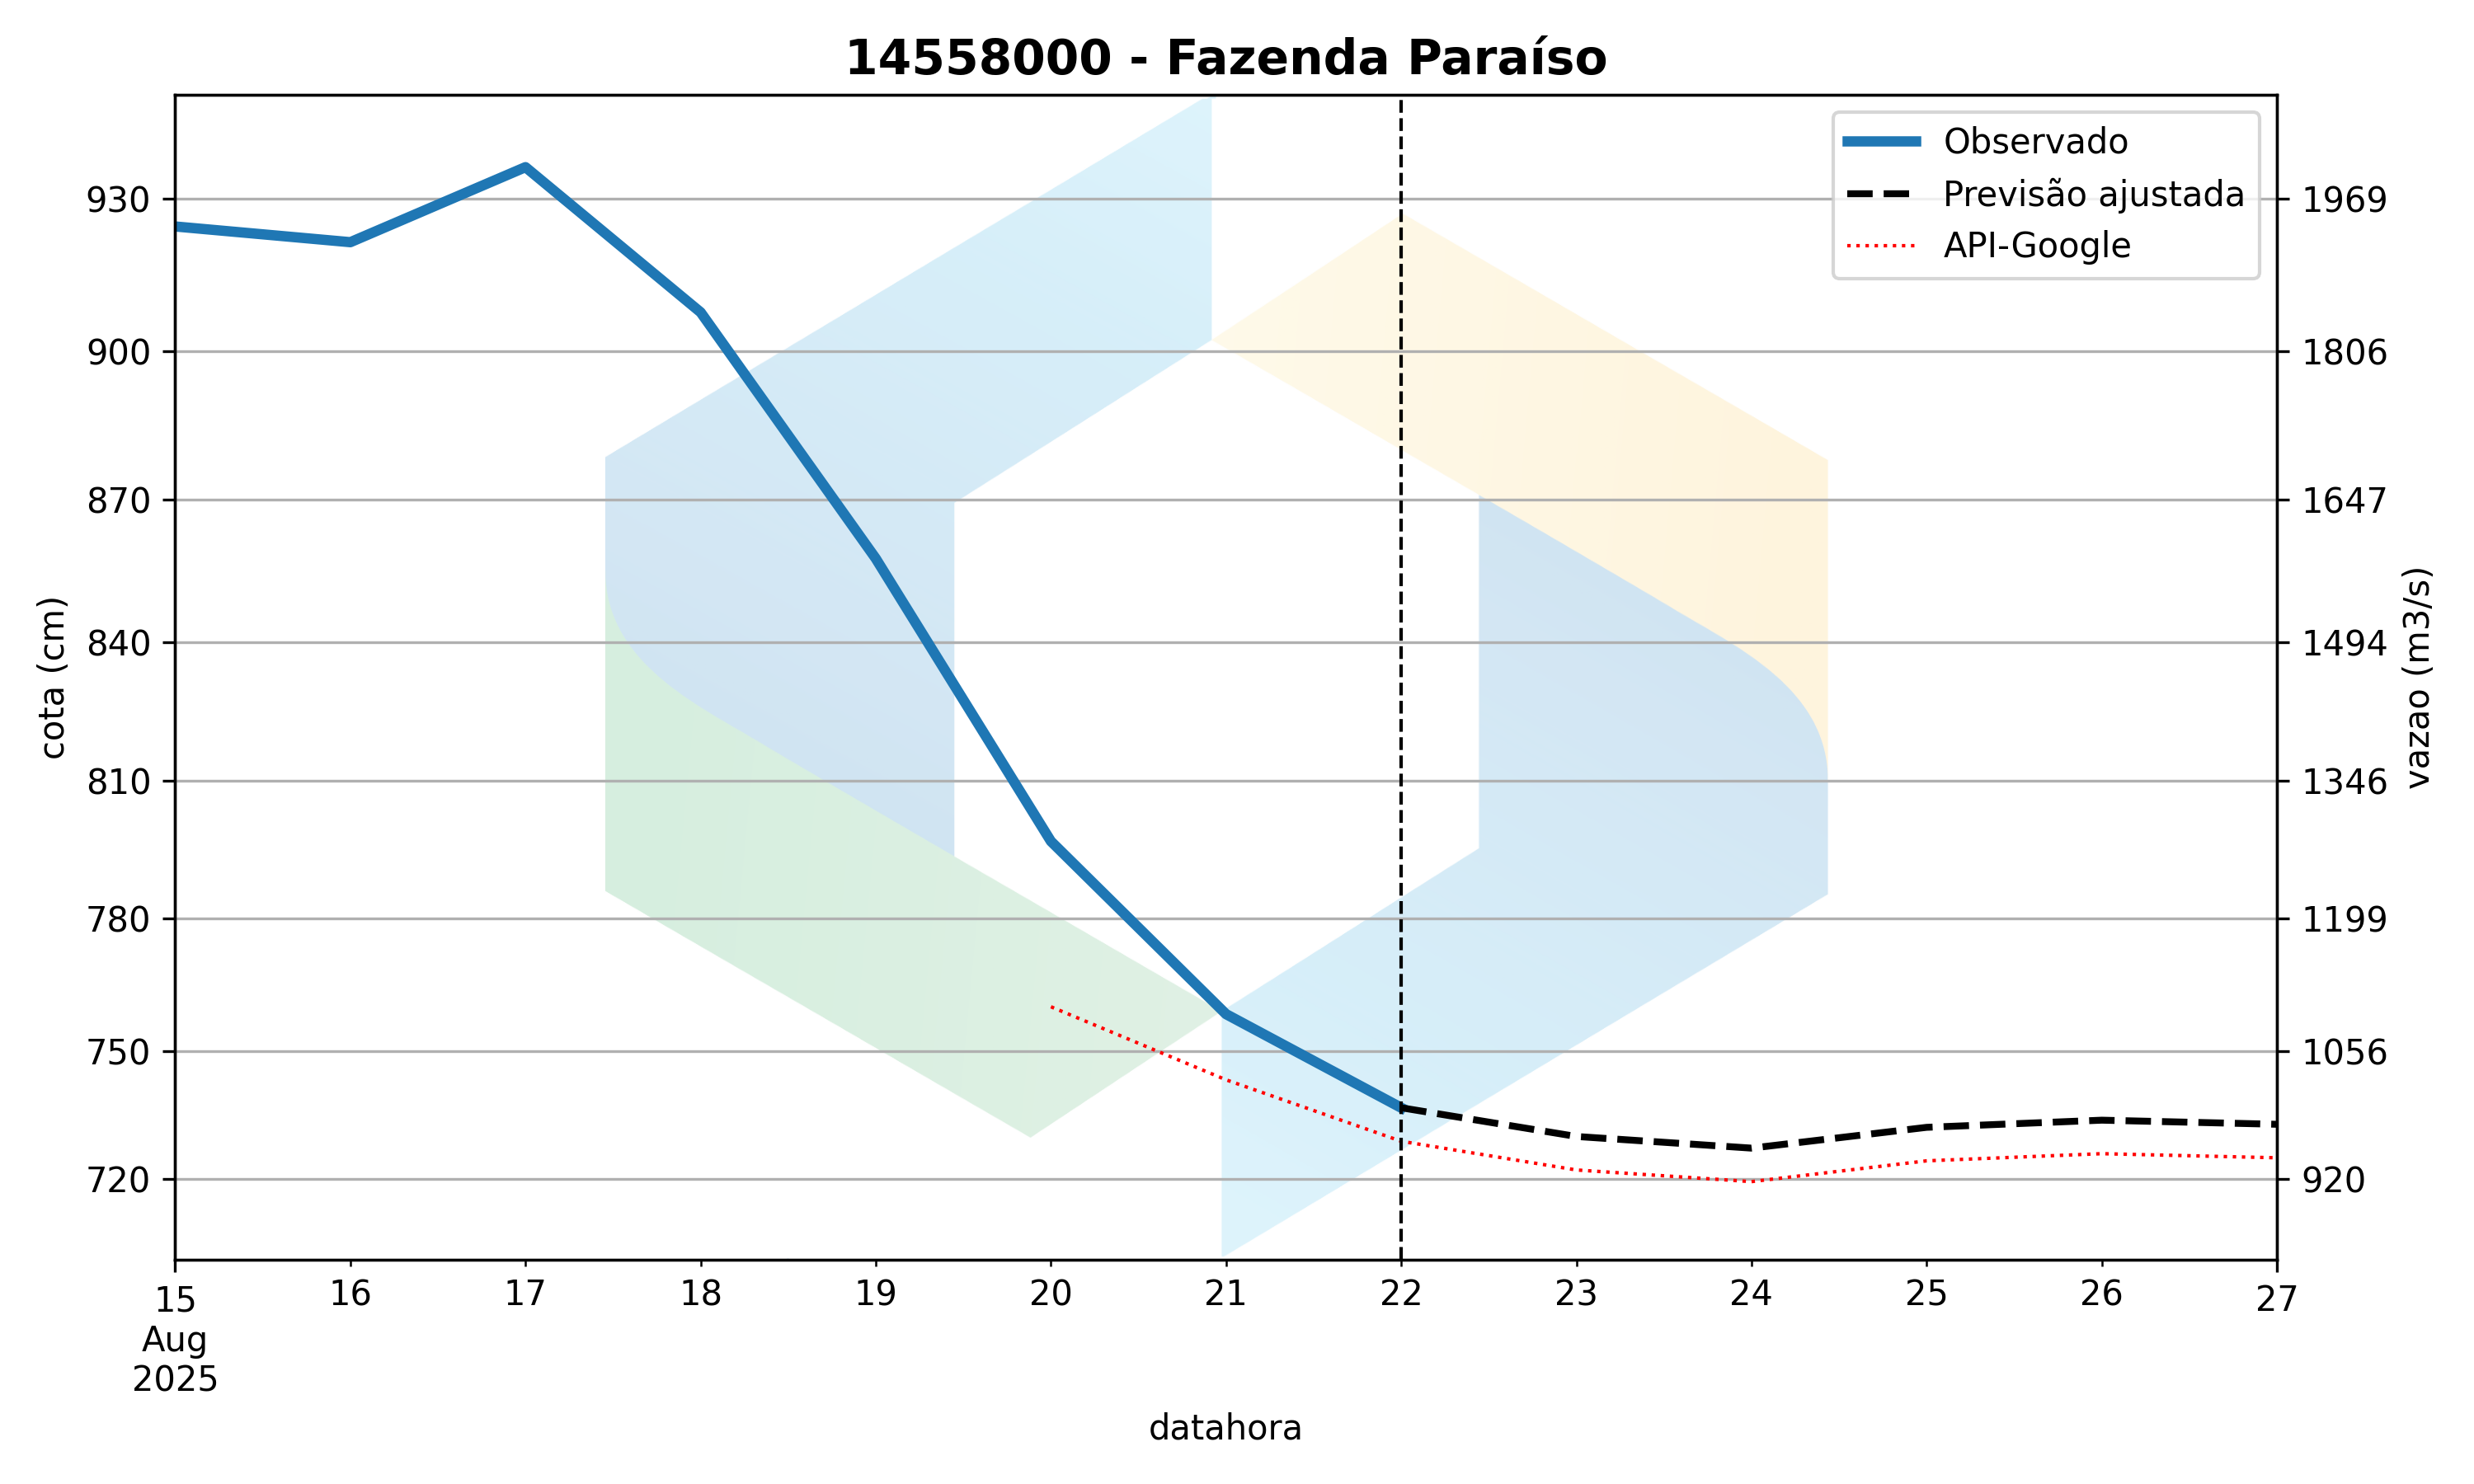 14558000 - Fazenda Paraíso
Observado
Previsão ajustada
API-Google
930
900
870
840
810
780
750
720
cota (cm)
1969
1806
1647
1494
1346
1199
1056
920
vazao (m3/s)
15 16 17 18 19 20 21 22 23 24 25 26 27
Aug
2025
datahora